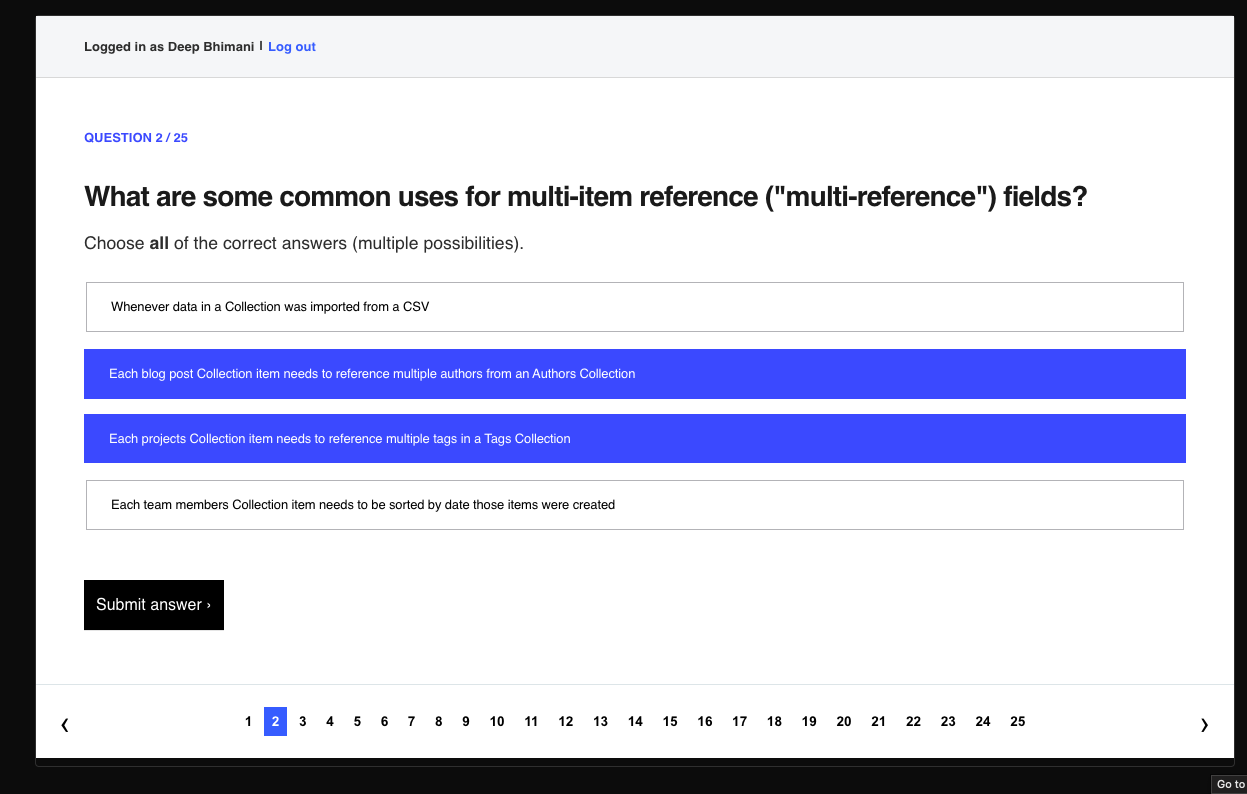 Logged in as Deep Bhimani | Log out
QUESTION 2 / 25
What are some common uses for multi-item reference ("multi-reference") fields?
Choose all of the correct answers (multiple possibilities).
Whenever data in a Collection was imported from a CSV
Each blog post Collection item needs to reference multiple authors from an Authors Collection
Each projects Collection item needs to reference multiple tags in a Tags Collection
Each team members Collection item needs to be sorted by date those items were created
Submit answer ›
❮ 1 2 3 4 5 6 7 8 9 10 11 12 13 14 15 16 17 18 19 20 21 22 23 24 25 ❯
Go to